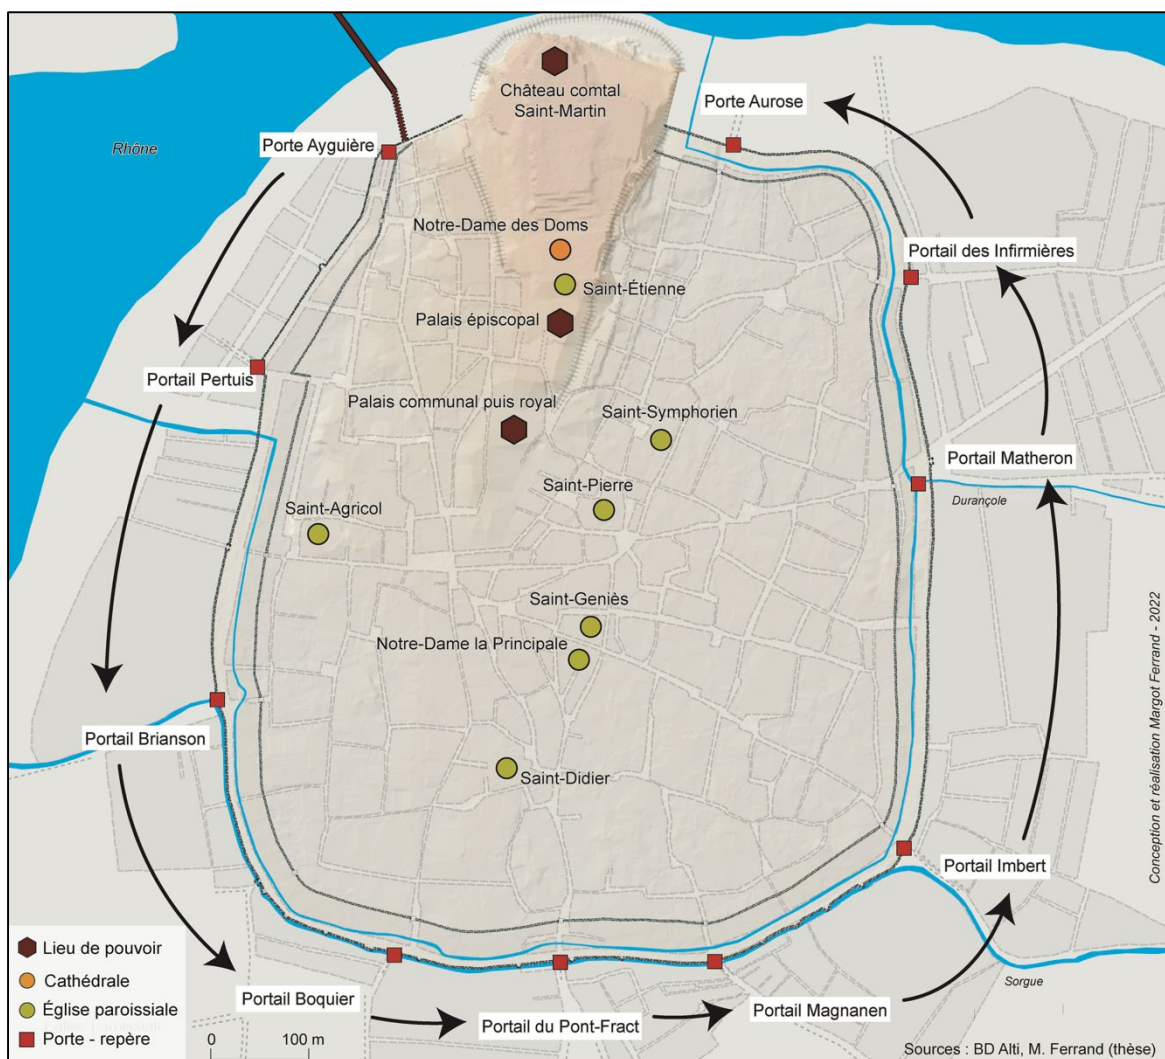 Château comtal
Saint-Martin
Porte Aurose
Rhône
Porte Ayguière
Notre-Dame des Doms
Portail des Infirmières
Saint-Étienne
Palais épiscopal
Portail Pertuis
Palais communal puis royal
Saint-Symphorien
Portail Matheron
Saint-Pierre
Durançole
Saint-Agricol
Saint-Geniès
Notre-Dame la Principale
Portail Brianson
Saint-Didier
Portail Imbert
Conception et réalisation Margot Ferrand - 2022
Lieu de pouvoir
Cathédrale
Église paroissiale
Porte - repère
0 100 m
Portail Boquier
Portail du Pont-Fract
Portail Magnanen
Sorgue
Sources : BD Alti, M. Ferrand (thèse)